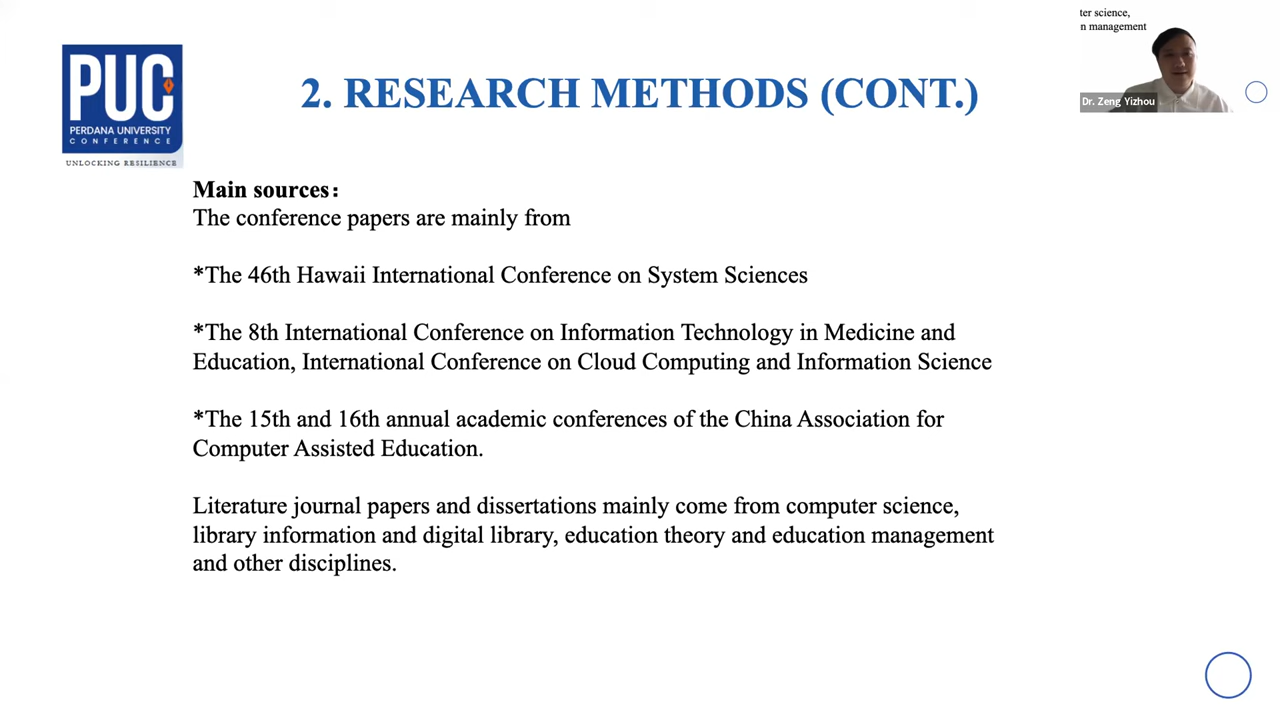 PUC
PERDANA UNIVERSITY
CONFERENCE
UNLOCKING RESILIENCE
2. RESEARCH METHODS (CONT.)
ter science,
n management
Dr. Zeng Yizhou
Main sources:
The conference papers are mainly from
*The 46th Hawaii International Conference on System Sciences
*The 8th International Conference on Information Technology in Medicine and
Education, International Conference on Cloud Computing and Information Science
*The 15th and 16th annual academic conferences of the China Association for
Computer Assisted Education.
Literature journal papers and dissertations mainly come from computer science,
library information and digital library, education theory and education management
and other disciplines.